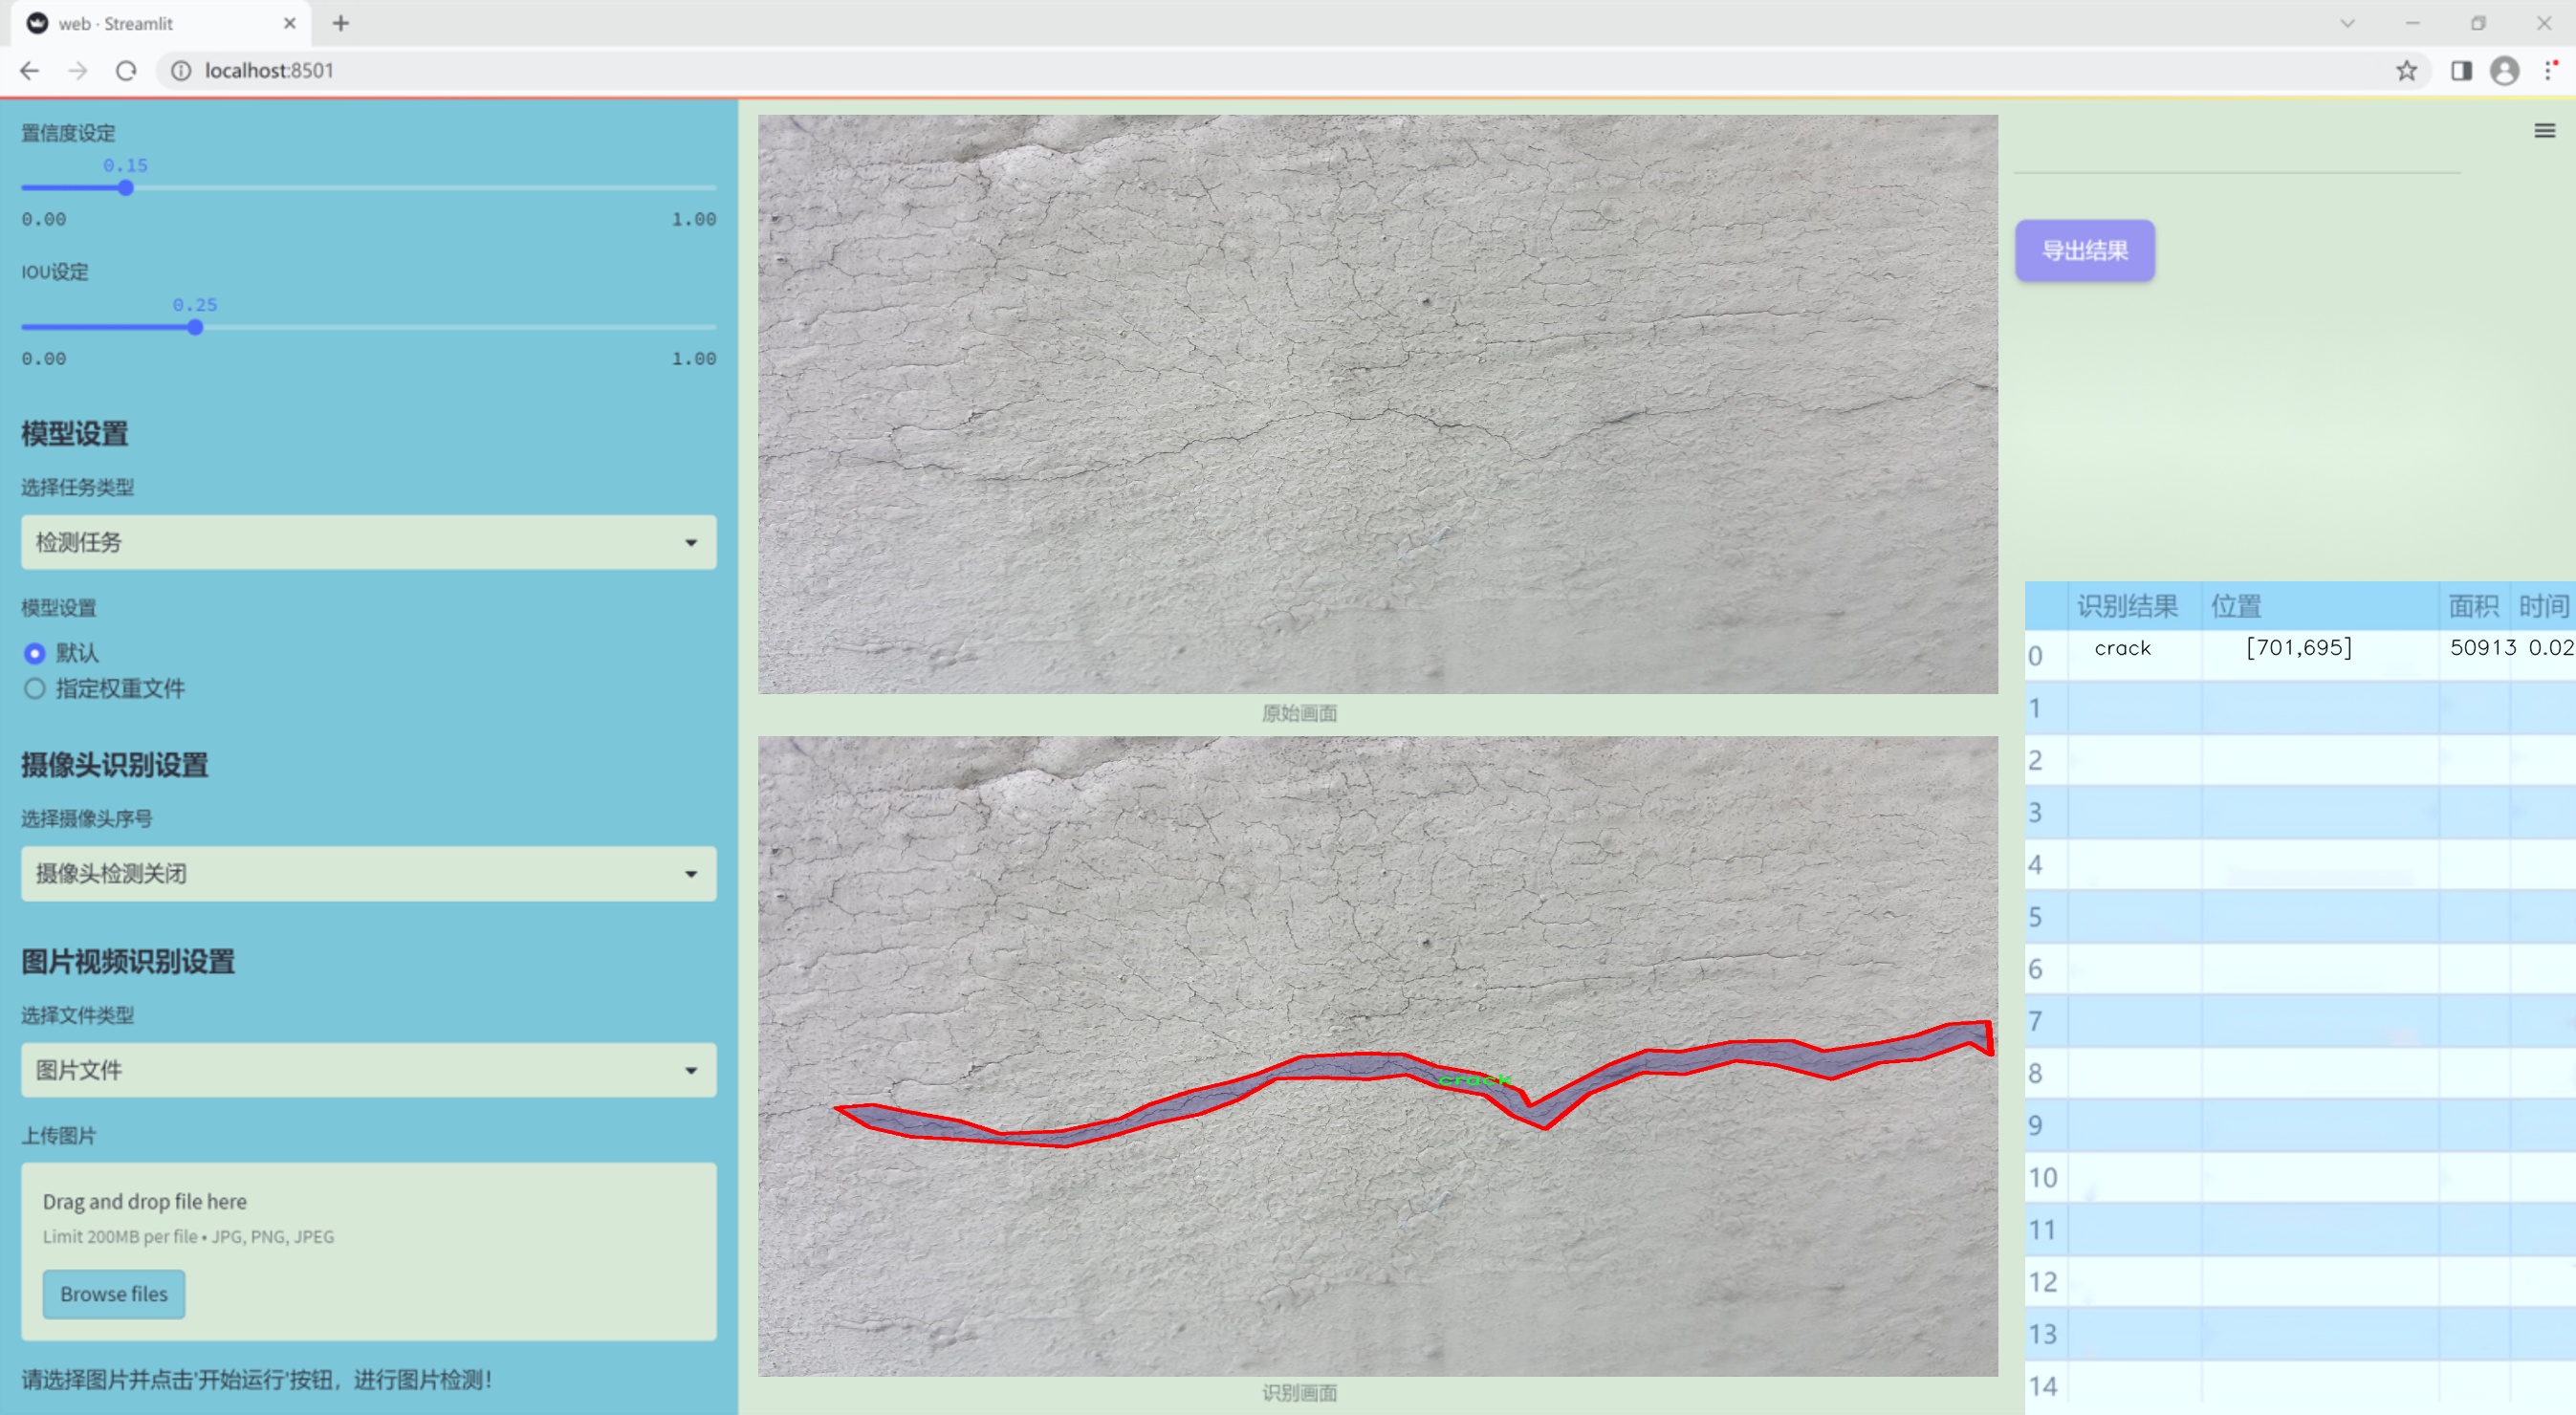 web · Streamlit
localhost:8501
置信度设定
0.15
0.00 1.00
IOU设定
0.25
0.00 1.00
模型设置
选择任务类型
检测任务
模型设置
默认
指定权重文件
摄像头识别设置
选择摄像头序号
摄像头检测关闭
图片视频识别设置
选择文件类型
图片文件
上传图片
Drag and drop file here
Limit 200MB per file • JPG, PNG, JPEG
Browse files
请选择图片并点击'开始运行'按钮，进行图片检测！
原始画面
crack
识别画面
导出结果
识别结果 位置 面积 时间
0 crack [701,695] 50913 0.02
1
2
3
4
5
6
7
8
9
10
11
12
13
14